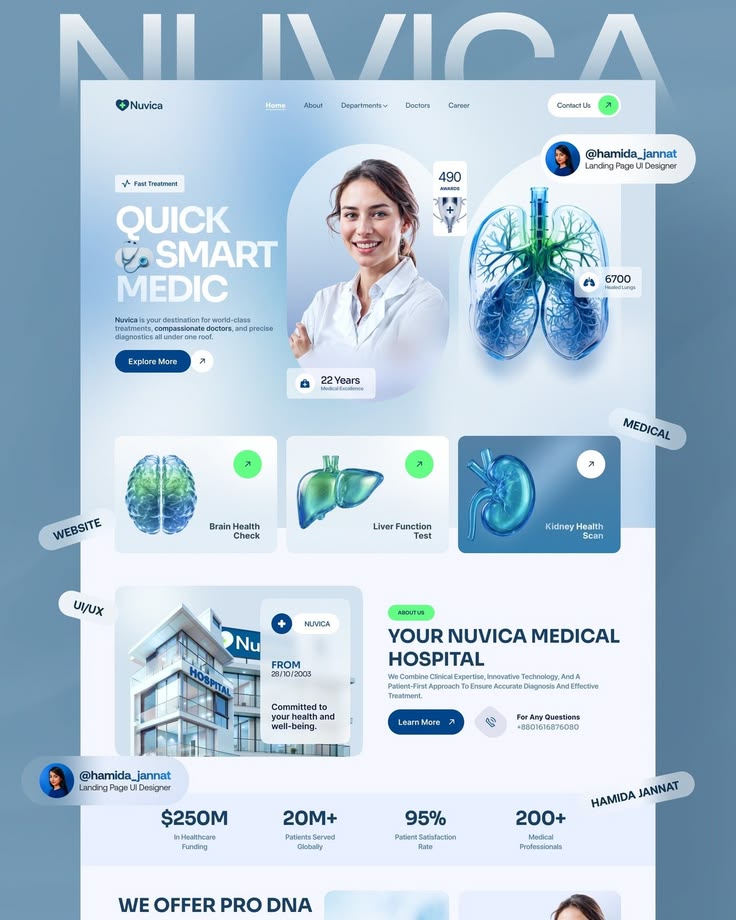 NUVICA
Nuvica
Home
About
Departments
Doctors
Career
Contact Us
@hamida_jannat
Landing Page UI Designer
Fast Treatment
QUICK
SMART
MEDIC
Nuvica is your destination for world-class
treatments, compassionate doctors, and precise
diagnostics all under one roof.
Explore More
490
AWARDS
22 Years
Medical Excellence
6700
Healed Lungs
MEDICAL
Brain Health
Check
Liver Function
Test
Kidney Health
Scan
WEBSITE
UI/UX
Nu
HOSPITAL
NUVICA
FROM
28/10/2003
Committed to
your health and
well-being.
ABOUT US
YOUR NUVICA MEDICAL
HOSPITAL
We Combine Clinical Expertise, Innovative Technology, And A
Patient-First Approach To Ensure Accurate Diagnosis And Effective
Treatment.
Learn More
For Any Questions
+8801616876080
@hamida_jannat
Landing Page UI Designer
HAMIDA JANNAT
$250M
In Healthcare
Funding
20M+
Patients Served
Globally
95%
Patient Satisfaction
Rate
200+
Medical
Professionals
WE OFFER PRO DNA